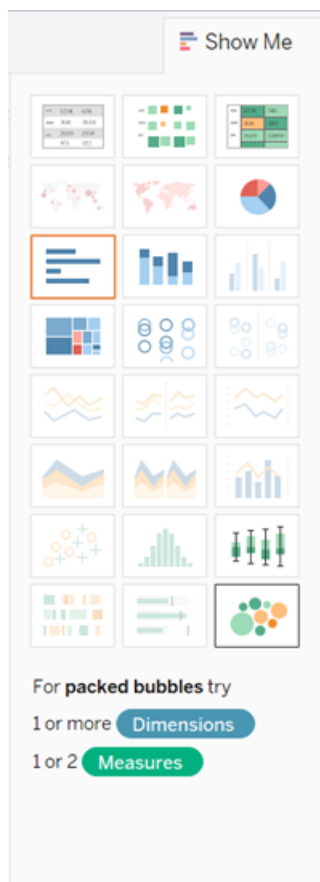 Show Me
For packed bubbles try
1 or more Dimensions
1 or 2 Measures